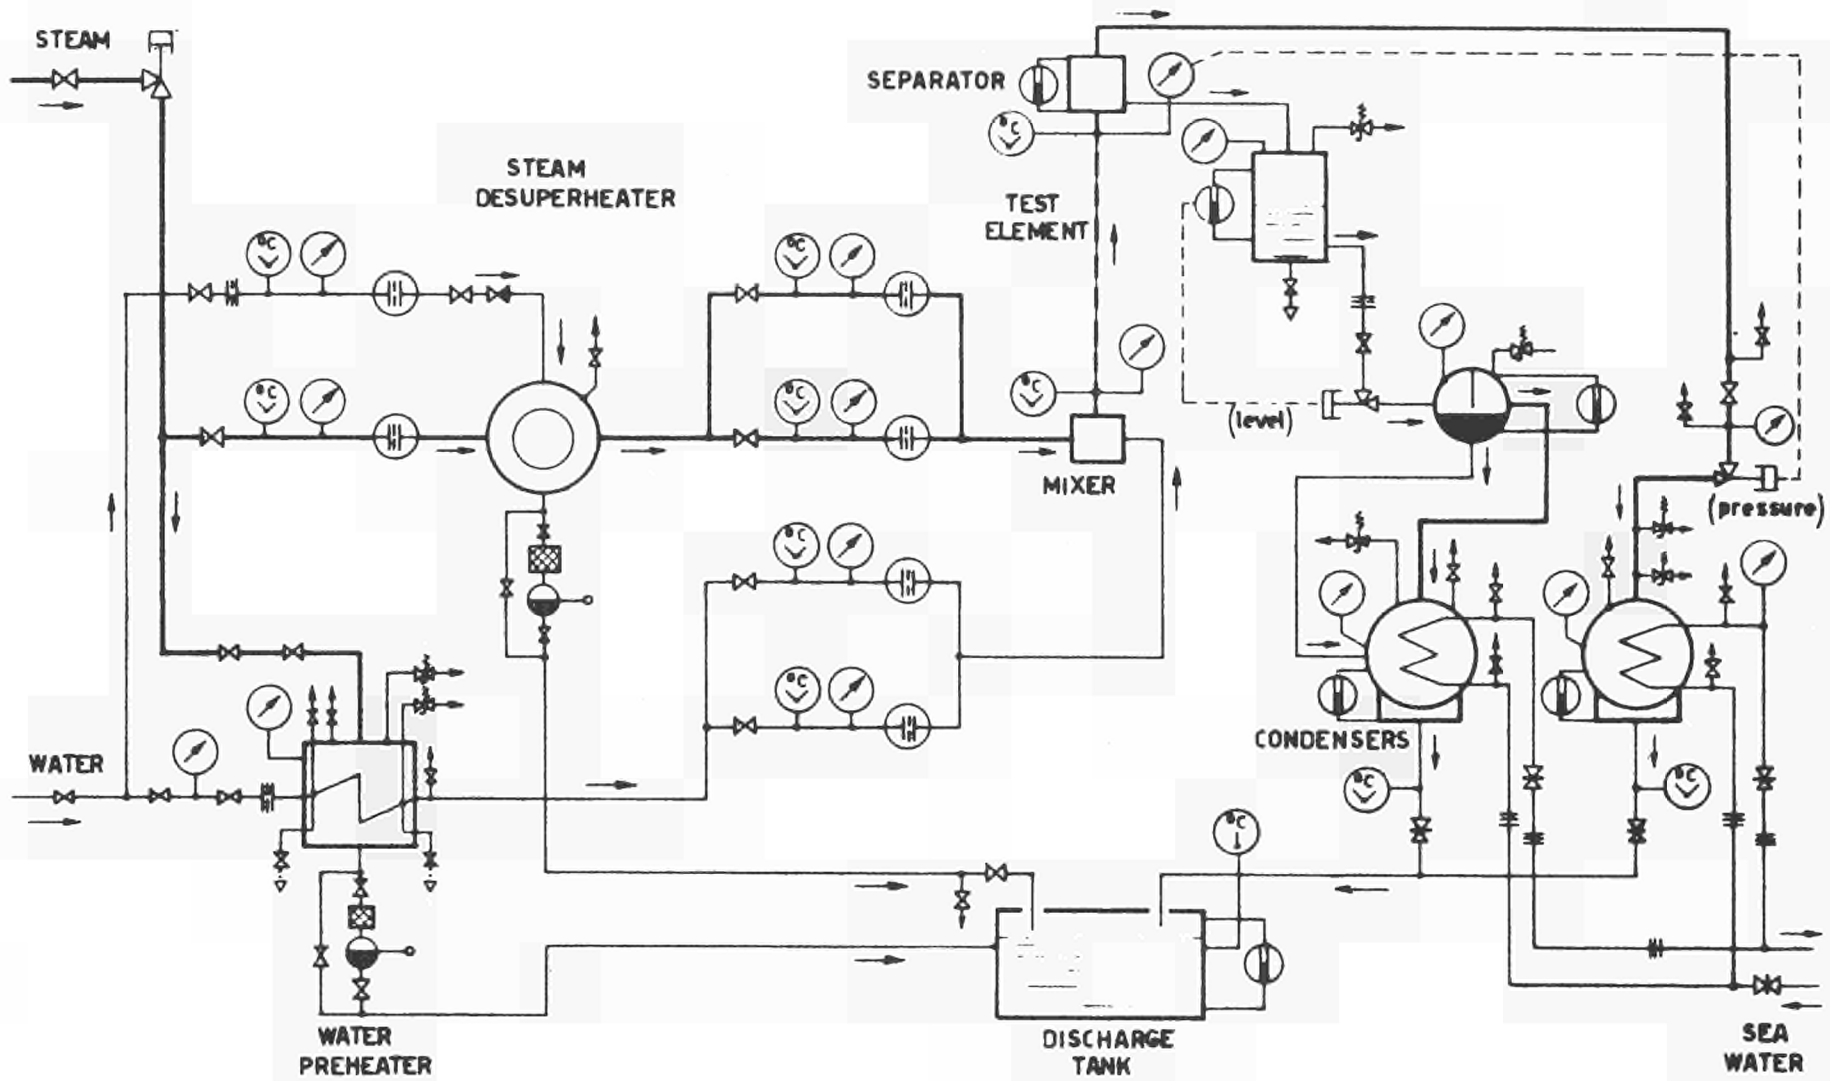 STEAM
°C
SEPARATOR
°C
STEAM
DESUPERHEATER
TEST
ELEMENT
°C
°C
°C
°C
°C
(level)
MIXER
(pressure)
°C
°C
WATER
CONDENSERS
°C
°C
°C
WATER
PREHEATER
DISCHARGE
TANK
SEA
WATER